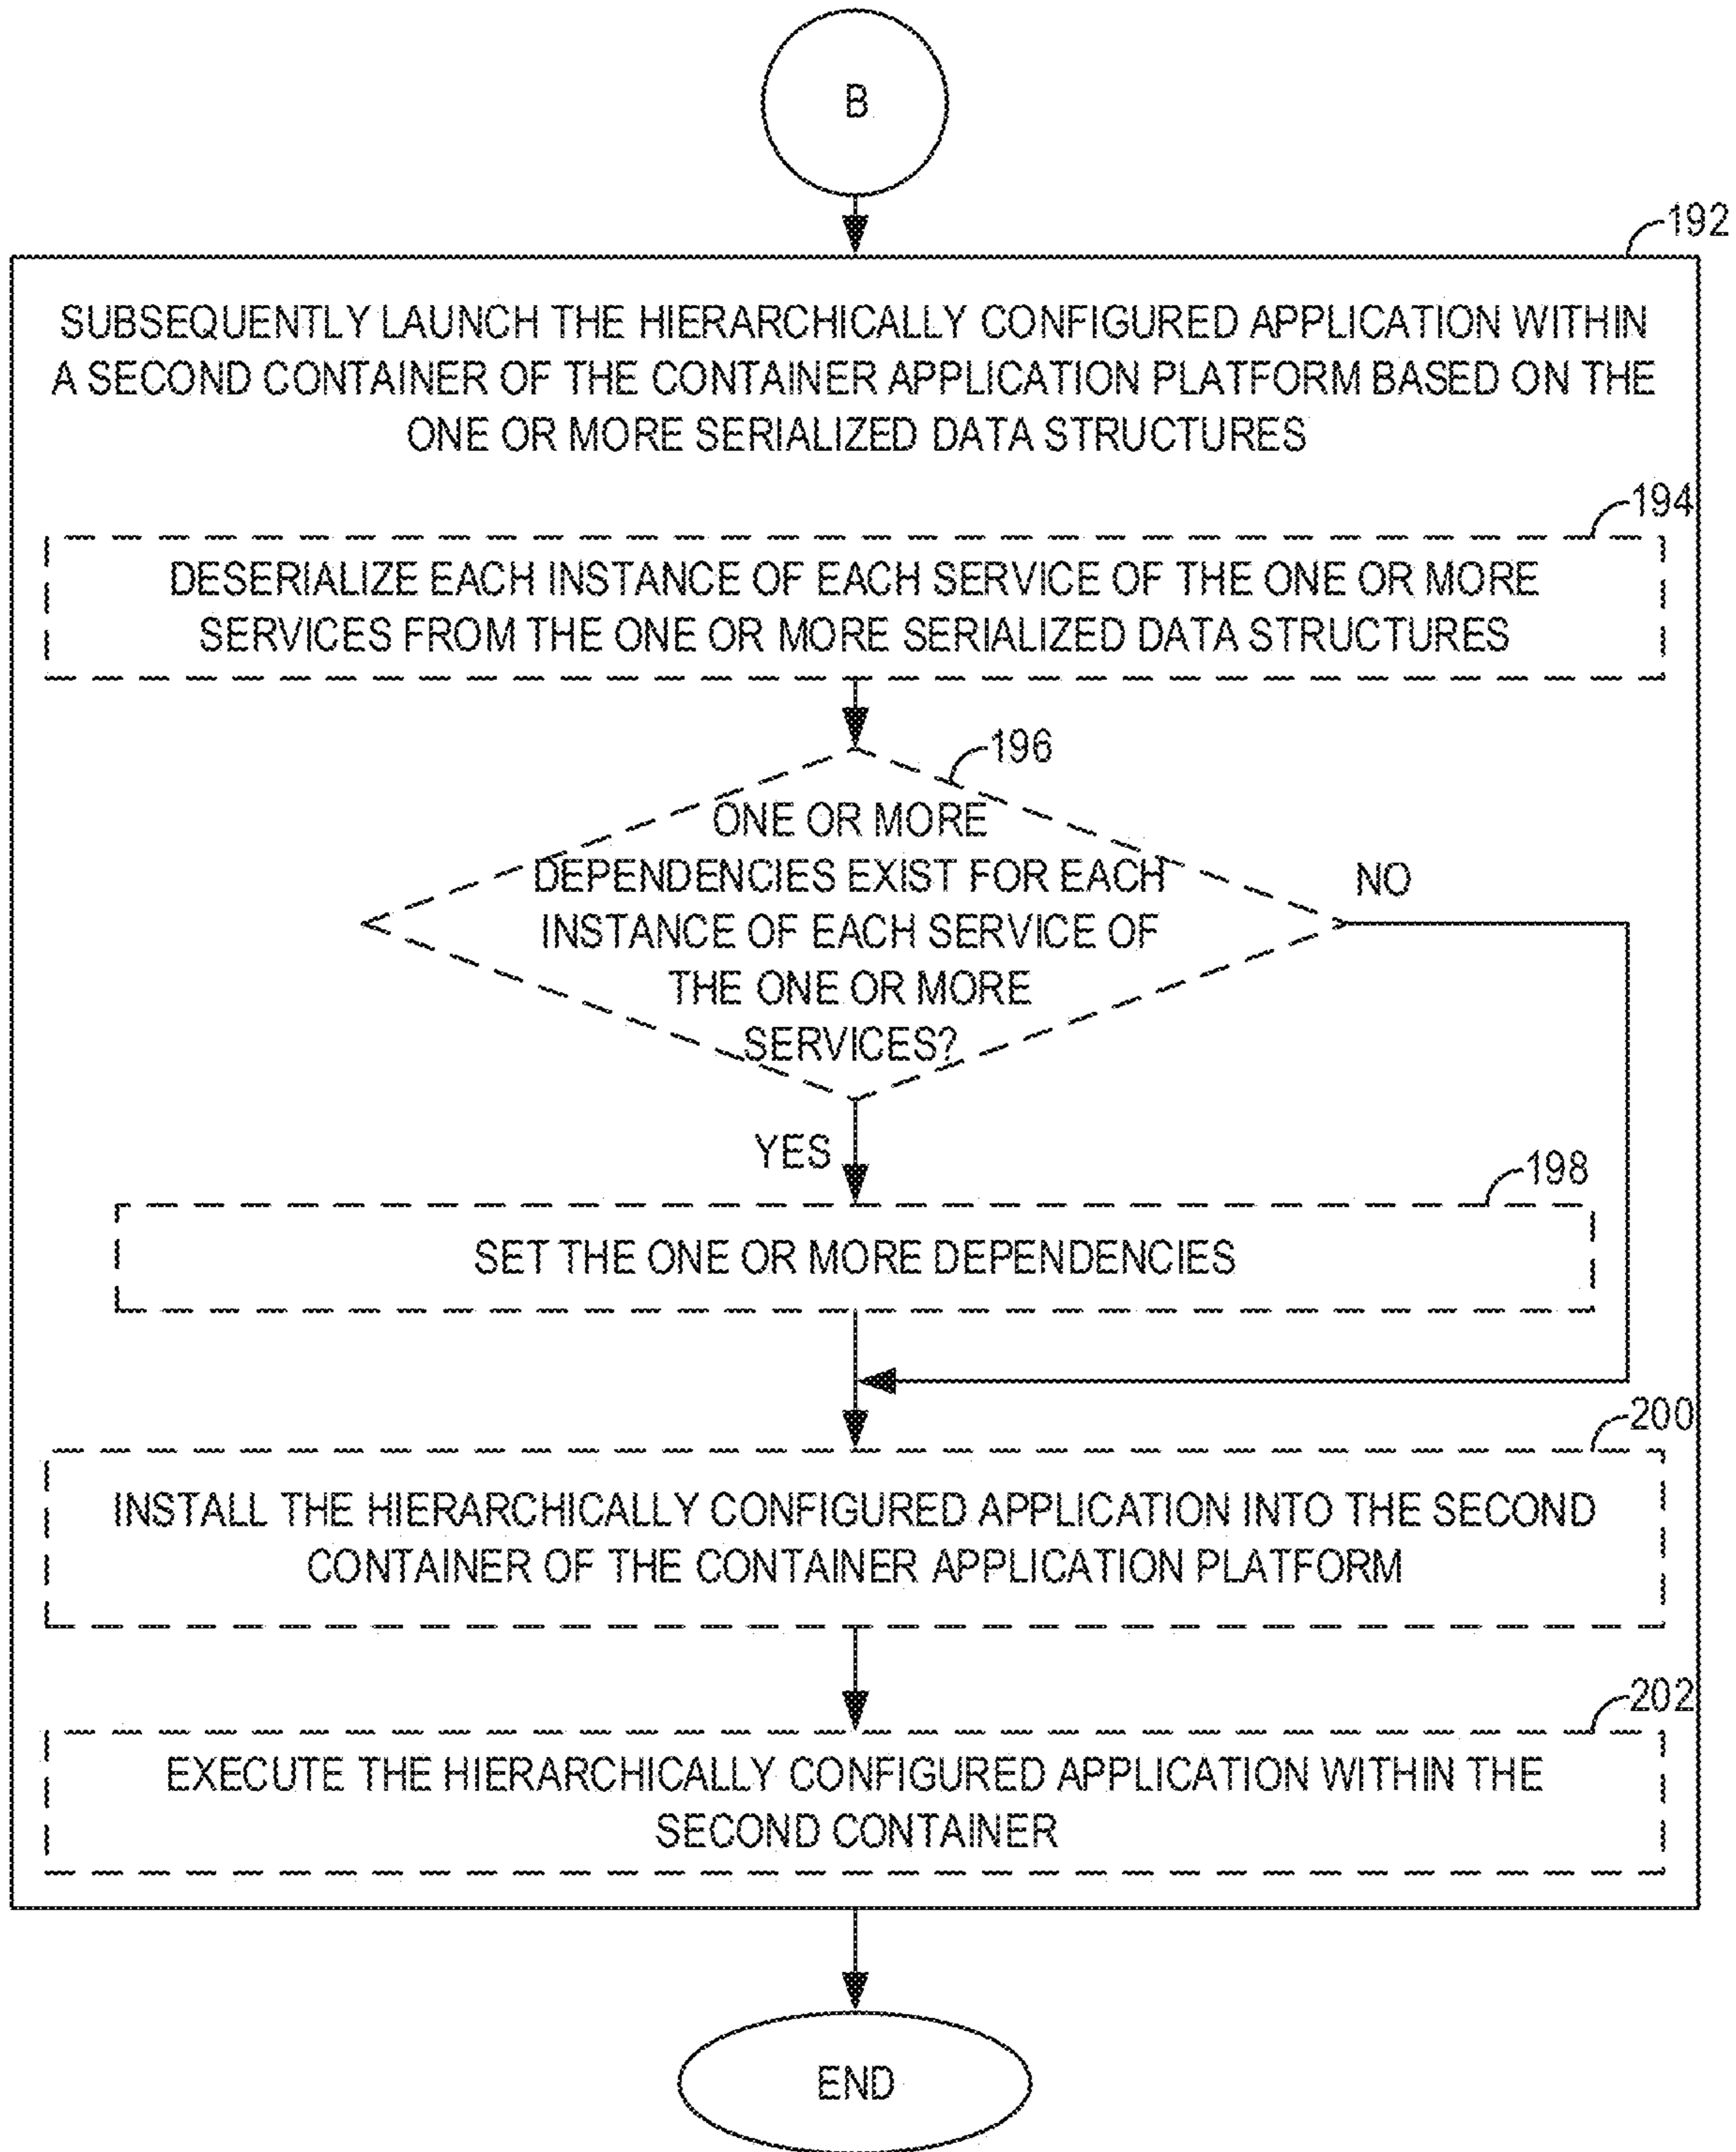 B
192
SUBSEQUENTLY LAUNCH THE HIERARCHICALLY CONFIGURED APPLICATION WITHIN
A SECOND CONTAINER OF THE CONTAINER APPLICATION PLATFORM BASED ON THE
ONE OR MORE SERIALIZED DATA STRUCTURES
194
DESERIALIZE EACH INSTANCE OF EACH SERVICE OF THE ONE OR MORE
SERVICES FROM THE ONE OR MORE SERIALIZED DATA STRUCTURES
196
ONE OR MORE
DEPENDENCIES EXIST FOR EACH
INSTANCE OF EACH SERVICE OF
THE ONE OR MORE
SERVICES?
NO
YES
198
SET THE ONE OR MORE DEPENDENCIES
200
INSTALL THE HIERARCHICALLY CONFIGURED APPLICATION INTO THE SECOND
CONTAINER OF THE CONTAINER APPLICATION PLATFORM
202
EXECUTE THE HIERARCHICALLY CONFIGURED APPLICATION WITHIN THE
SECOND CONTAINER
END